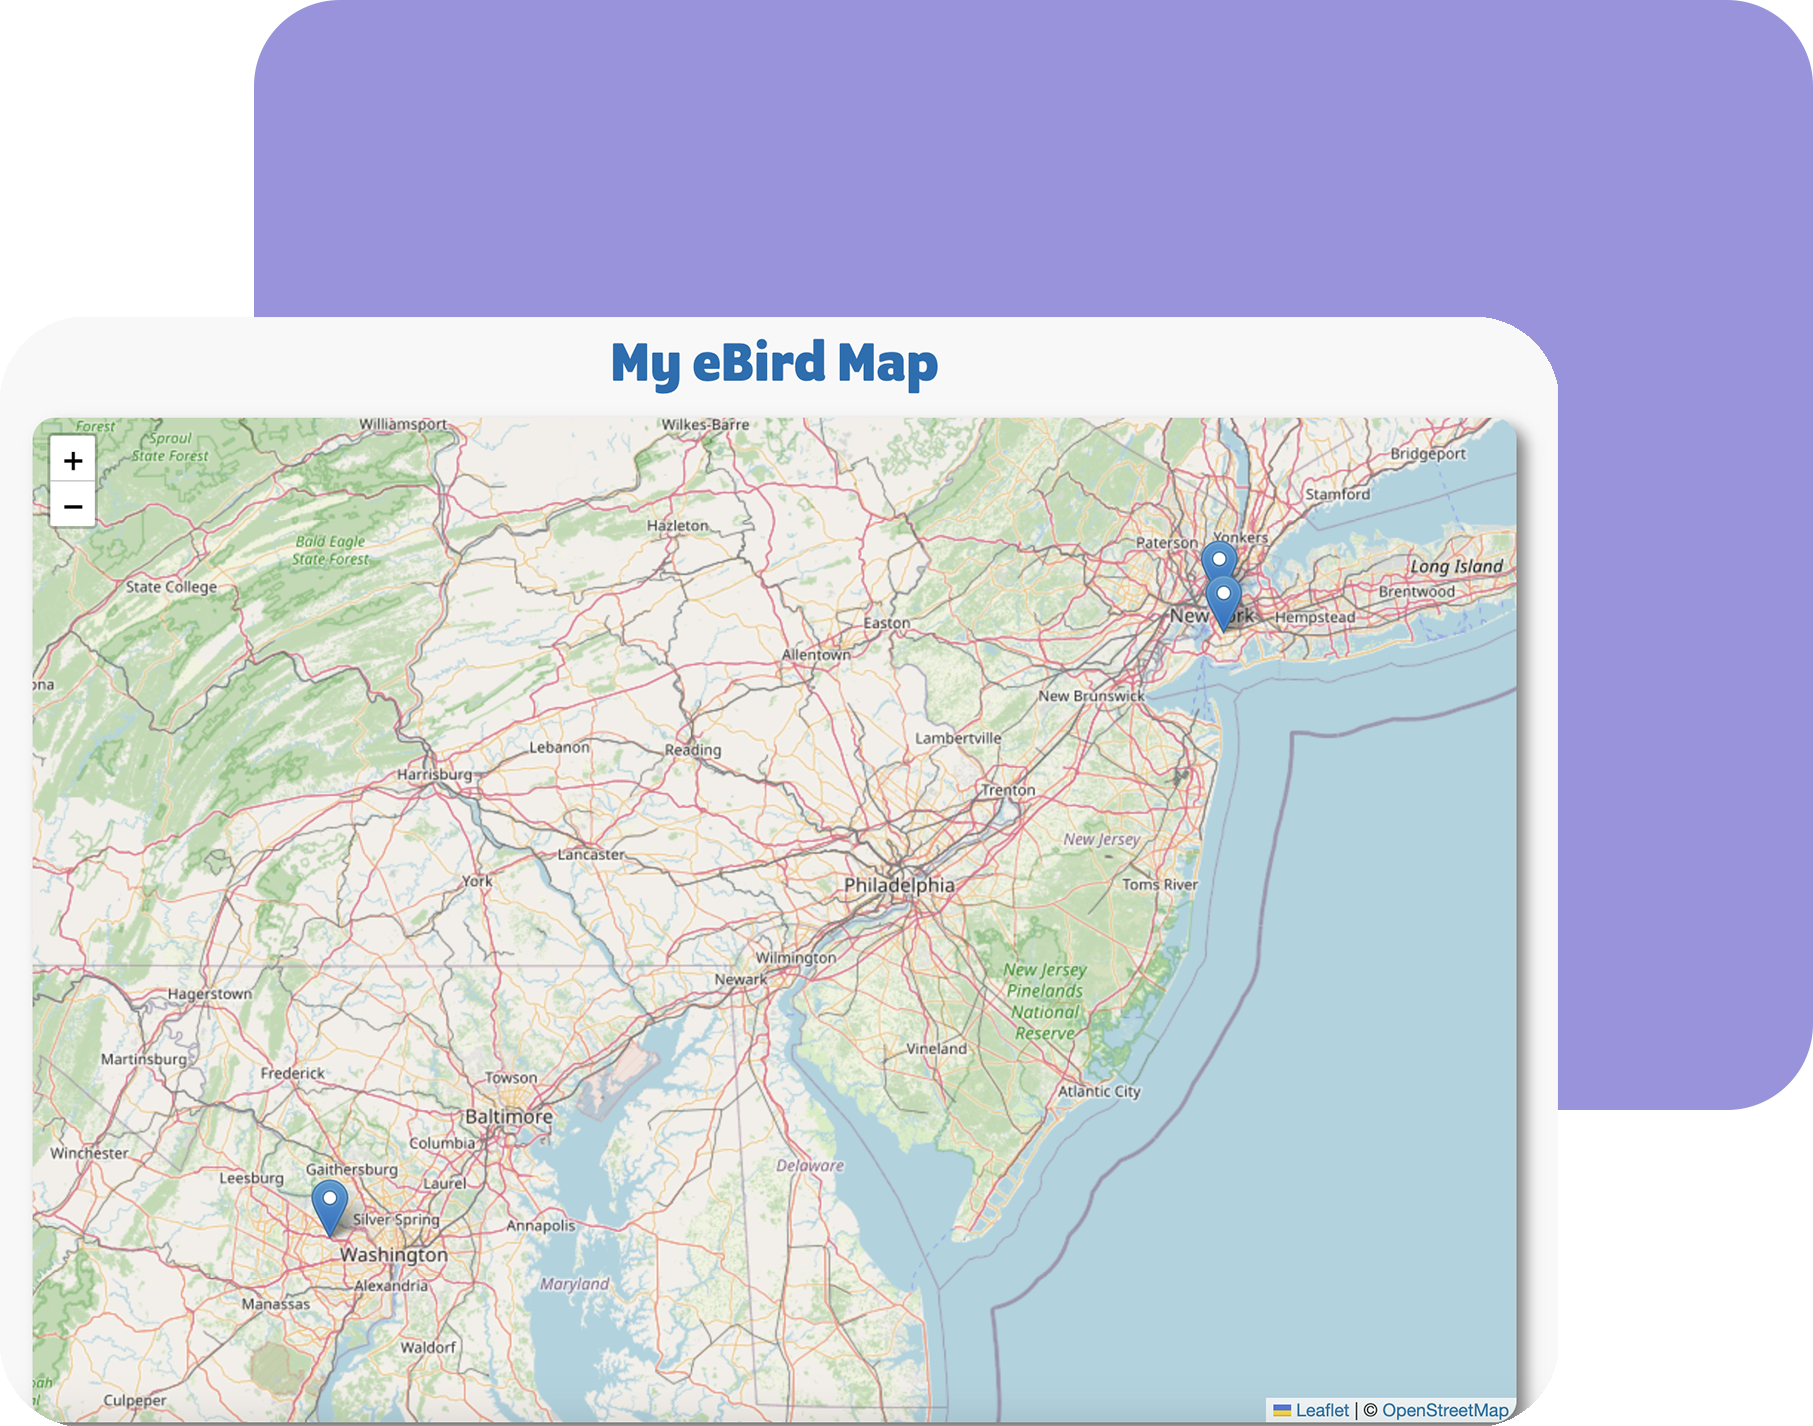 My eBird Map
Forest
Sproul
State Forest
Williamsport
Wilkes-Barre
Bridgeport
+
−
Stamford
Hazleton
Bald Eagle
State Forest
Paterson
Yonkers
Long Island
State College
Brentwood
New
rk
Hempstead
Easton
Allentown
ona
New Brunswick
Lambertville
Lebanon
Reading
Harrisburg
Trenton
New Jersey
Lancaster
York
Philadelphia
Toms River
Wilmington
Newark
New Jersey
Pinelands
National
Reserve
Hagerstown
Vineland
Martinsburg
Frederick
Towson
Atlantic City
Baltimore
Columbia
Winchester
Gaithersburg
Leesburg
Laurel
Delaware
Silver Spring
Annapolis
Washington
Alexandria
Maryland
Manassas
Waldorf
Culpeper
Leaflet | © OpenStreetMap